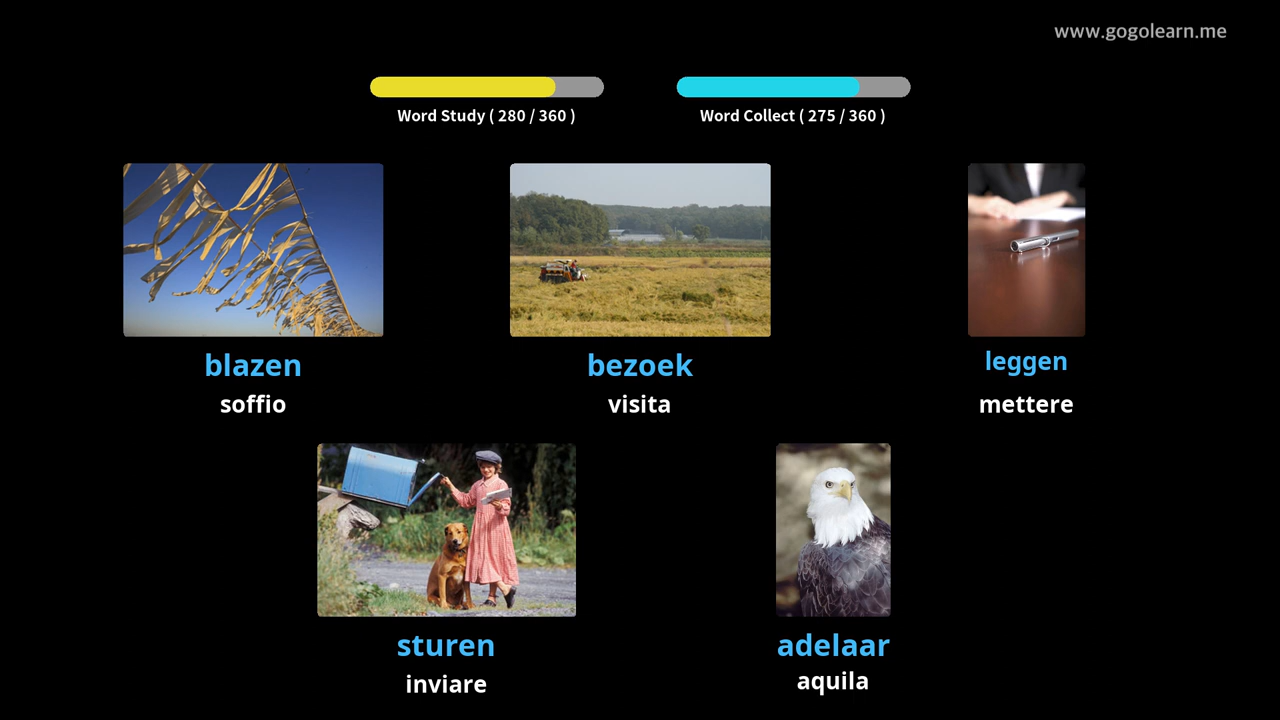 www.gogolearn.me
Word Study ( 280 / 360 )
Word Collect ( 275 / 360 )
blazen
soffio
bezoek
visita
leggen
mettere
sturen
inviare
adelaar
aquila